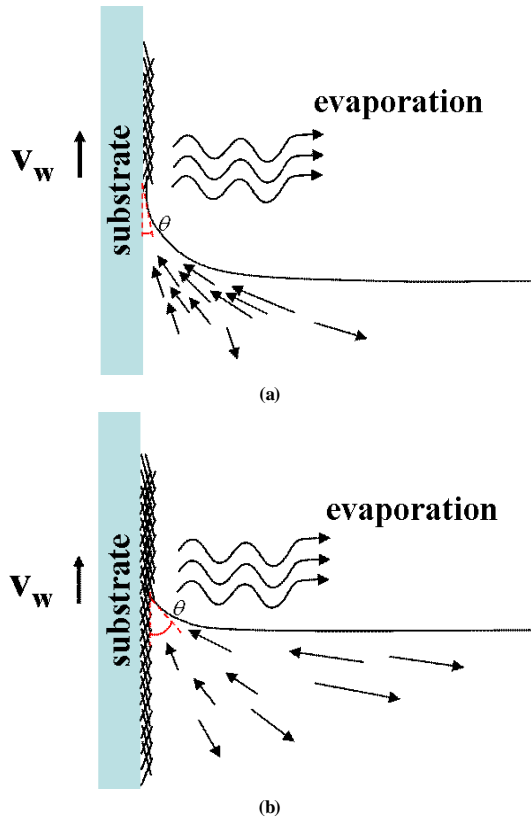 evaporation
v_w
substrate
θ
(a)
evaporation
v_w
substrate
θ
(b)